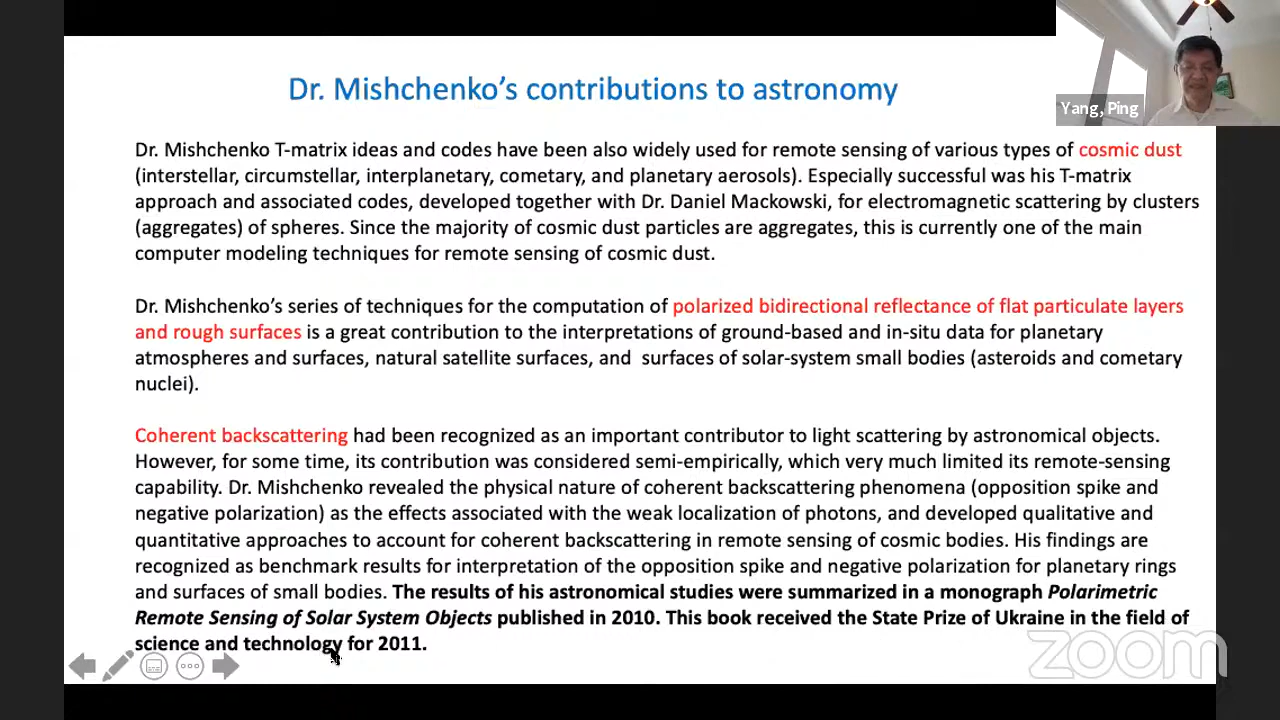 Dr. Mishchenko's contributions to astronomy
Yang, Ping
Dr. Mishchenko T-matrix ideas and codes have been also widely used for remote sensing of various types of cosmic dust
(interstellar, circumstellar, interplanetary, cometary, and planetary aerosols). Especially successful was his T-matrix
approach and associated codes, developed together with Dr. Daniel Mackowski, for electromagnetic scattering by clusters
(aggregates) of spheres. Since the majority of cosmic dust particles are aggregates, this is currently one of the main
computer modeling techniques for remote sensing of cosmic dust.
Dr. Mishchenko's series of techniques for the computation of polarized bidirectional reflectance of flat particulate layers
and rough surfaces is a great contribution to the interpretations of ground-based and in-situ data for planetary
atmospheres and surfaces, natural satellite surfaces, and surfaces of solar-system small bodies (asteroids and cometary
nuclei).
Coherent backscattering had been recognized as an important contributor to light scattering by astronomical objects.
However, for some time, its contribution was considered semi-empirically, which very much limited its remote-sensing
capability. Dr. Mishchenko revealed the physical nature of coherent backscattering phenomena (opposition spike and
negative polarization) as the effects associated with the weak localization of photons, and developed qualitative and
quantitative approaches to account for coherent backscattering in remote sensing of cosmic bodies. His findings are
recognized as benchmark results for interpretation of the opposition spike and negative polarization for planetary rings
and surfaces of small bodies. The results of his astronomical studies were summarized in a monograph Polarimetric
Remote Sensing of Solar System Objects published in 2010. This book received the State Prize of Ukraine in the field of
science and technology for 2011.
zoom